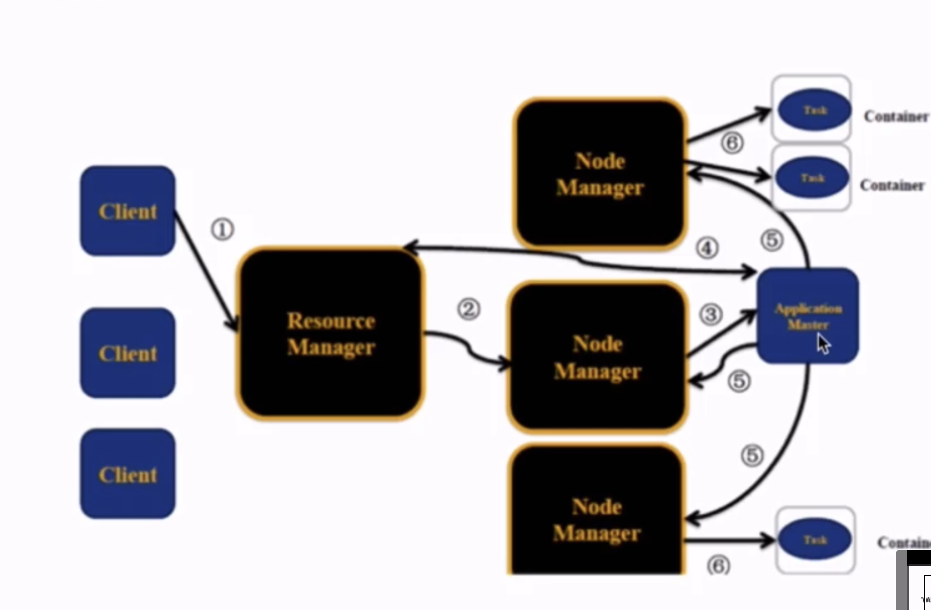 Task
Container
Node
Manager
⑥
Task
Container
Client
①
⑤
④
Resource
Manager
②
Node
Manager
③
Application
Master
Client
⑤
Client
⑤
Node
Manager
Task
Contain
⑥